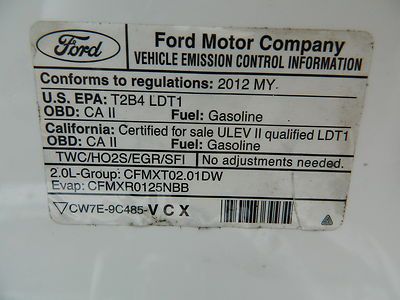 Ford
Ford Motor Company
VEHICLE EMISSION CONTROL INFORMATION
Conforms to regulations: 2012 MY
U.S. EPA: T2B4 LDT1
OBD: CA II Fuel: Gasoline
California: Certified for sale ULEV II qualified LDT1
OBD: CA II Fuel: Gasoline
TWC/HO2S/EGR/SFI No adjustments needed.
2.0L-Group: CFMXT02.01DW
Evap: CFMXR0125NBB
CW7E-9C485-V C X